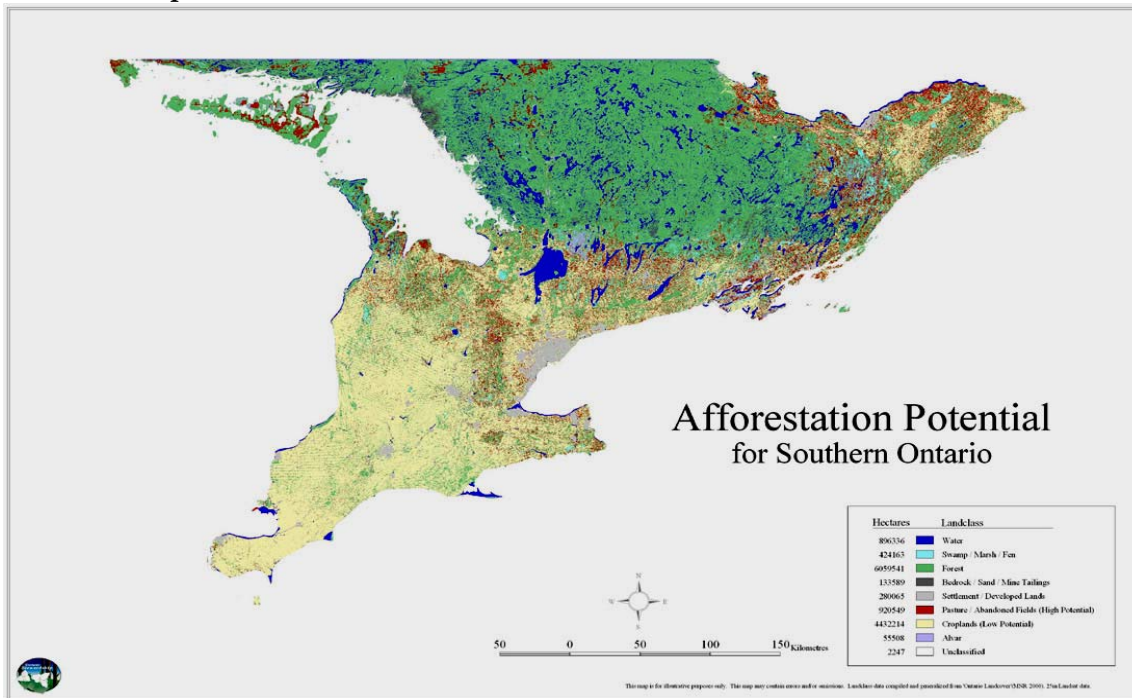 Afforestation Potential
for Southern Ontario
Hectares Landclass
896336 Water
424163 Swamp / Marsh / Fen
6059541 Forest
133589 Bedrock / Sand / Mine Tailings
280065 Settlement / Developed Lands
920549 Pasture / Abandoned Fields (High Potential)
4432214 Croplands (Low Potential)
55508 Alvar
2247 Unclassified
N
W E
S
50 0 50 100 150 Kilometres
This map is for illustrative purposes only. This map may contain errors and/or omissions. Landclass data compiled and generalized from Ontario Landcover (MNR, 2000), 25m Landsat data.